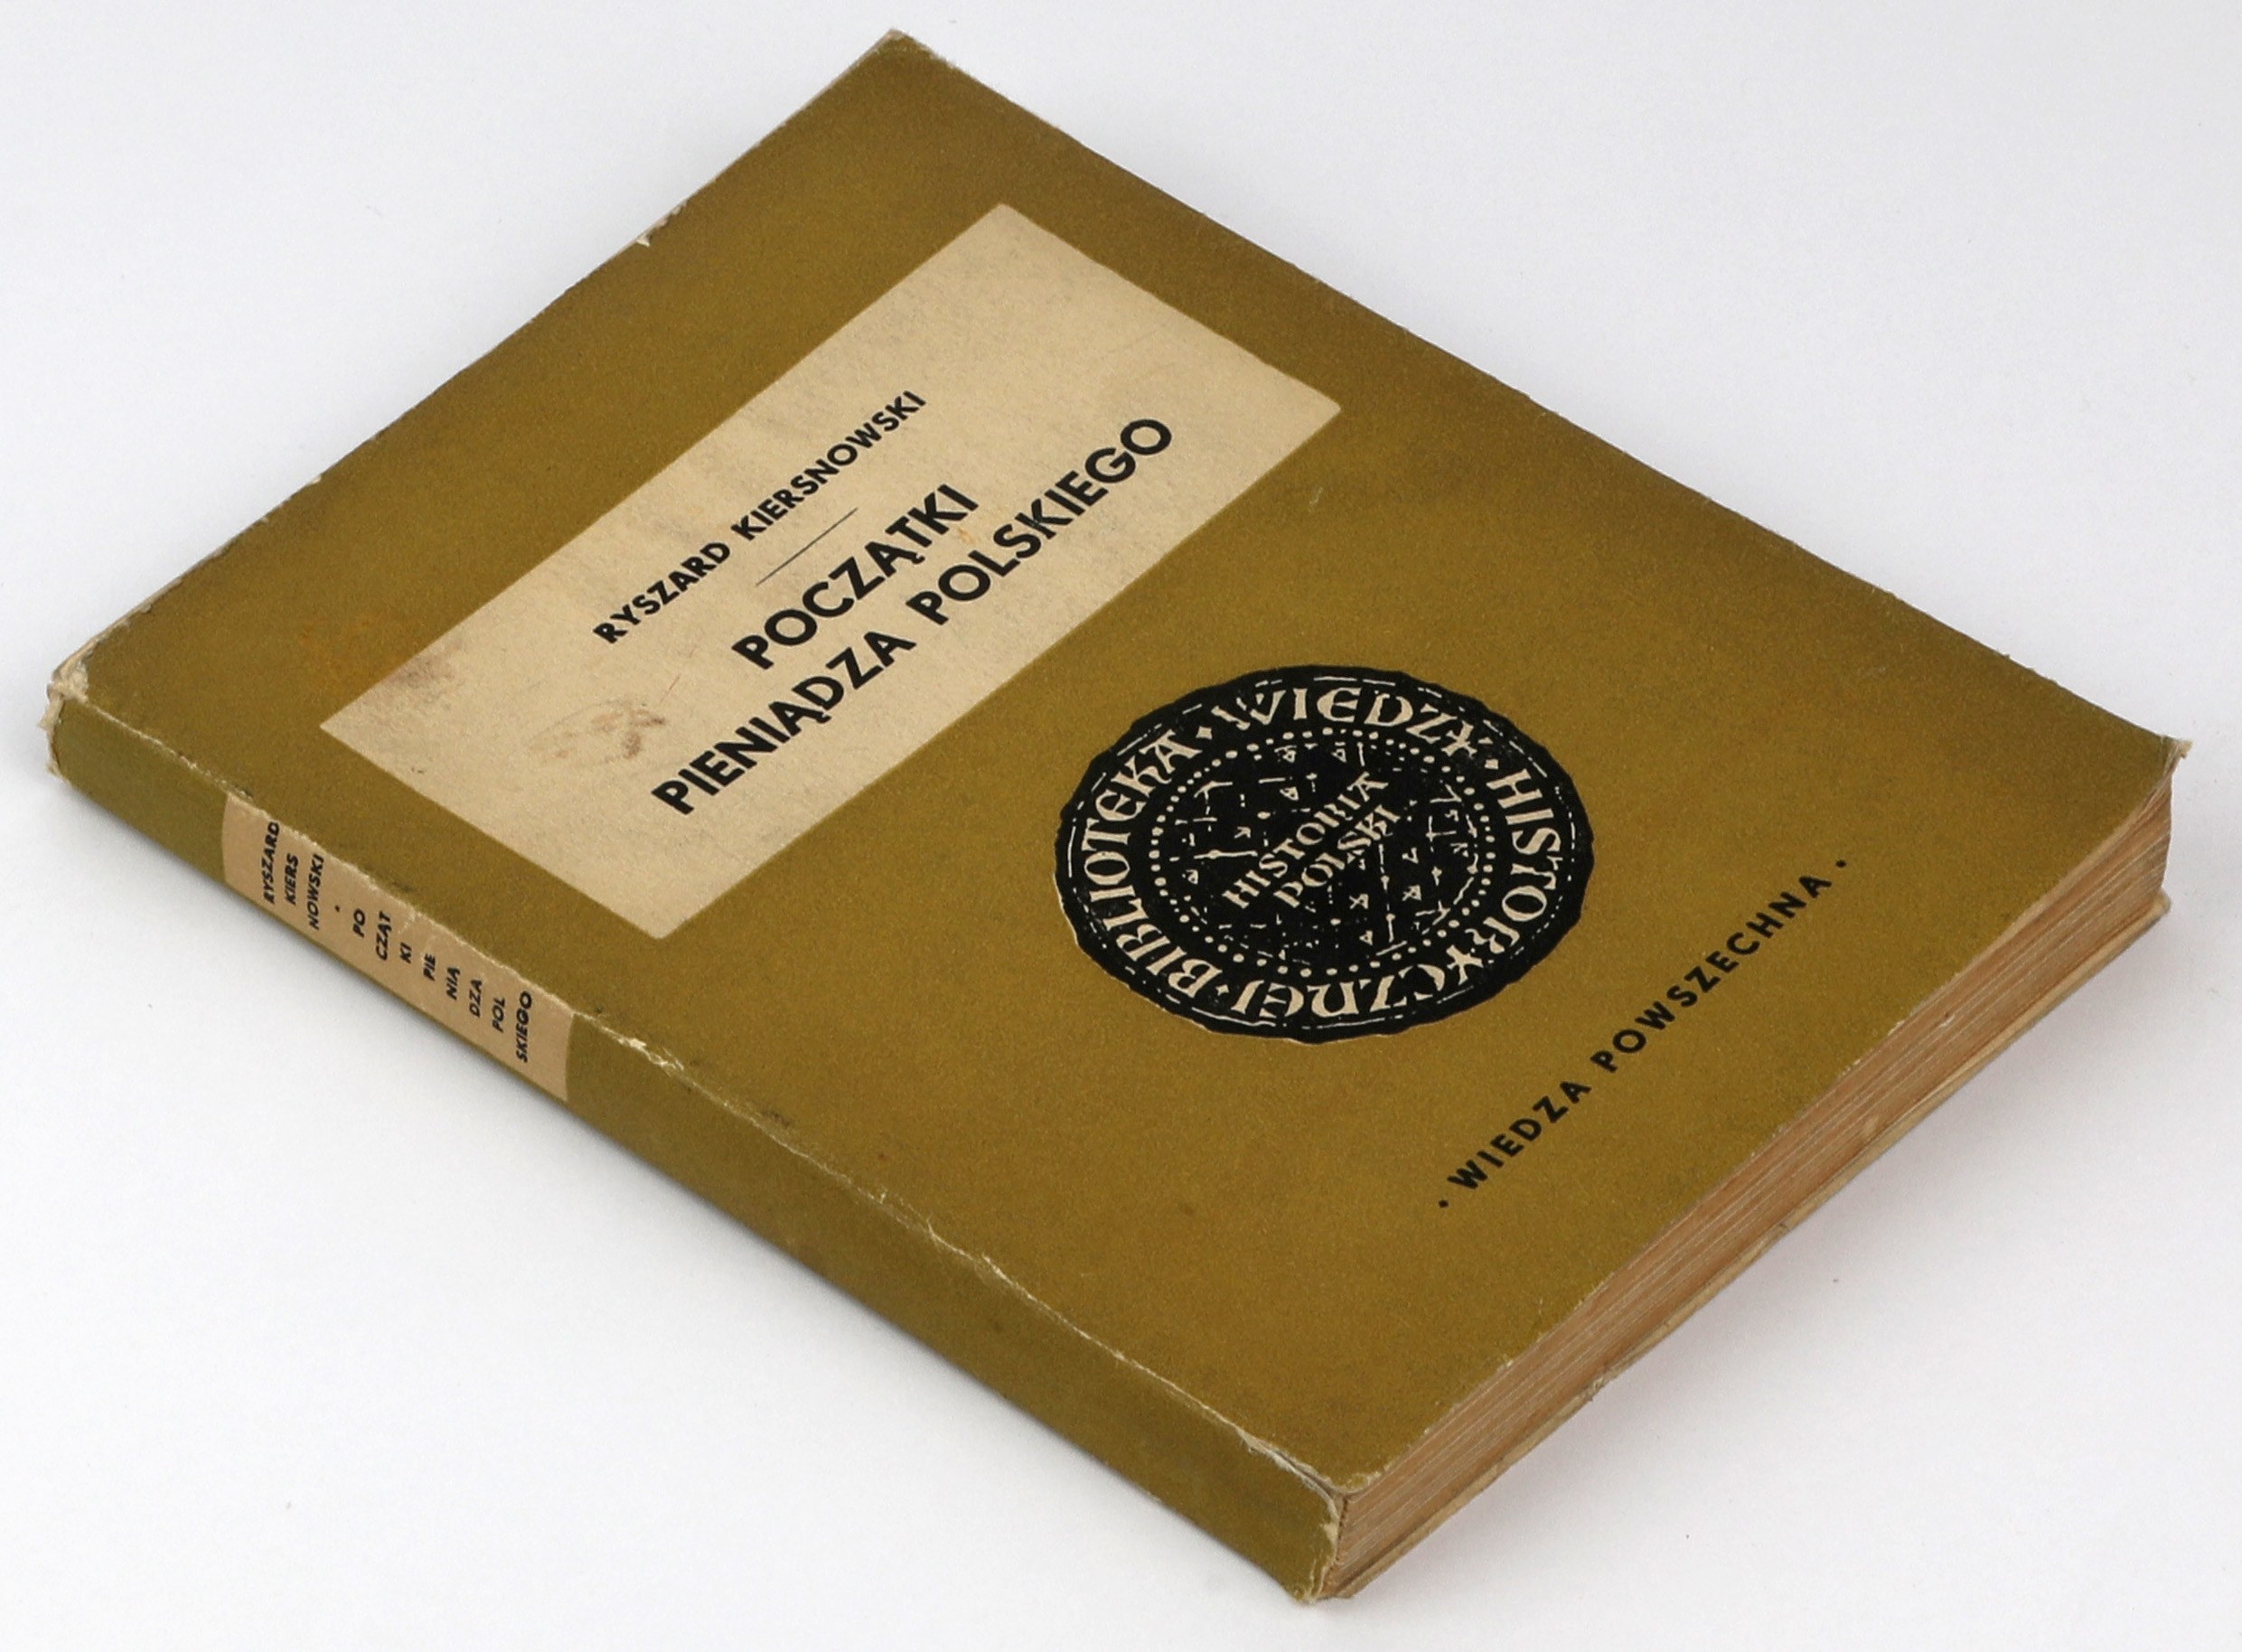 RYSZARD KIERSNOWSKI
POCZĄTKI
PIENIĄDZA POLSKIEGO
BIBLIOTEKA · WIEDZY · HISTORYCZNEJ ·
HISTORIA
POLSKI
· WIEDZA POWSZECHNA ·
RYSZARD
KIERS
NOWSKI
·
PO
CZĄT
KI
PIE
NIA
DZA
POL
SKIEGO